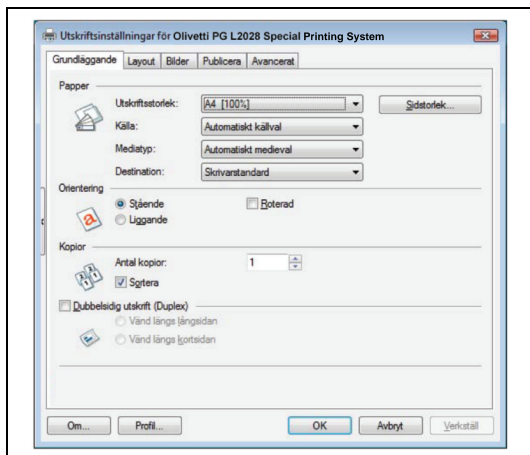 Utskriftsinställningar för Olivetti PG L2028 Special Printing System
Grundläggande Layout Bilder Publicera Avancerat
Papper
Utskriftsstorlek: A4 [100%] Sidstorlek...
Källa: Automatiskt källval
Mediatyp: Automatiskt medieval
Destination: Skrivarstandard
Orientering
Stående Roterad
Liggande
Kopior
Antal kopior: 1
Sortera
Dubbelsidig utskrift (Duplex)
Vänd längs långsidan
Vänd längs kortsidan
Om... Profil... OK Avbryt Verkställ